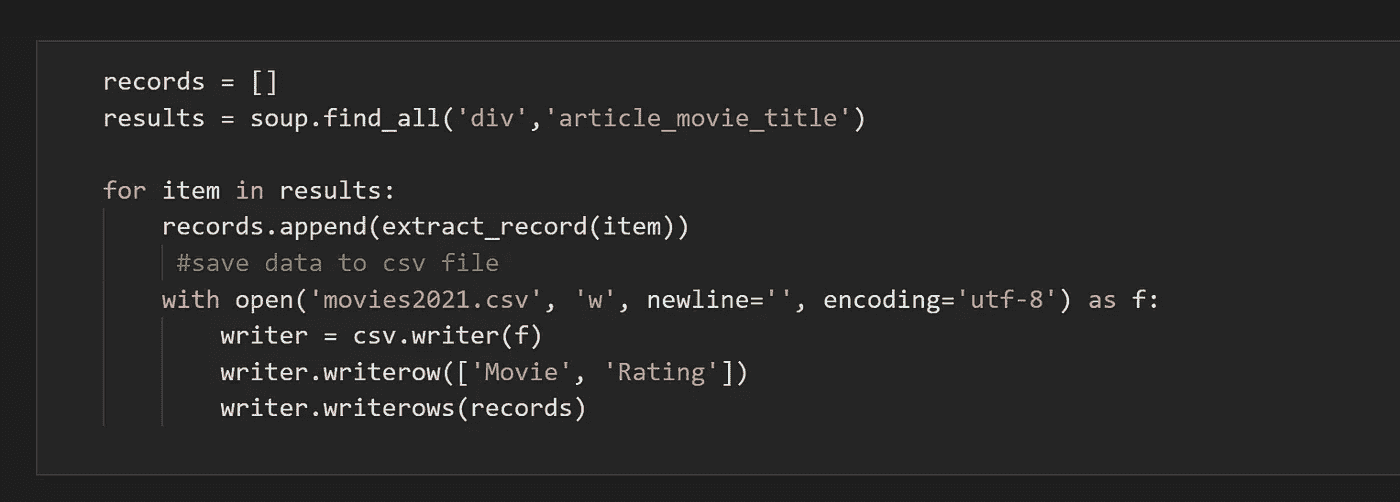 records = []
results = soup.find_all('div','article_movie_title')
for item in results:
records.append(extract_record(item))
#save data to csv file
with open('movies2021.csv', 'w', newline='', encoding='utf-8') as f:
writer = csv.writer(f)
writer.writerow(['Movie', 'Rating'])
writer.writerows(records)